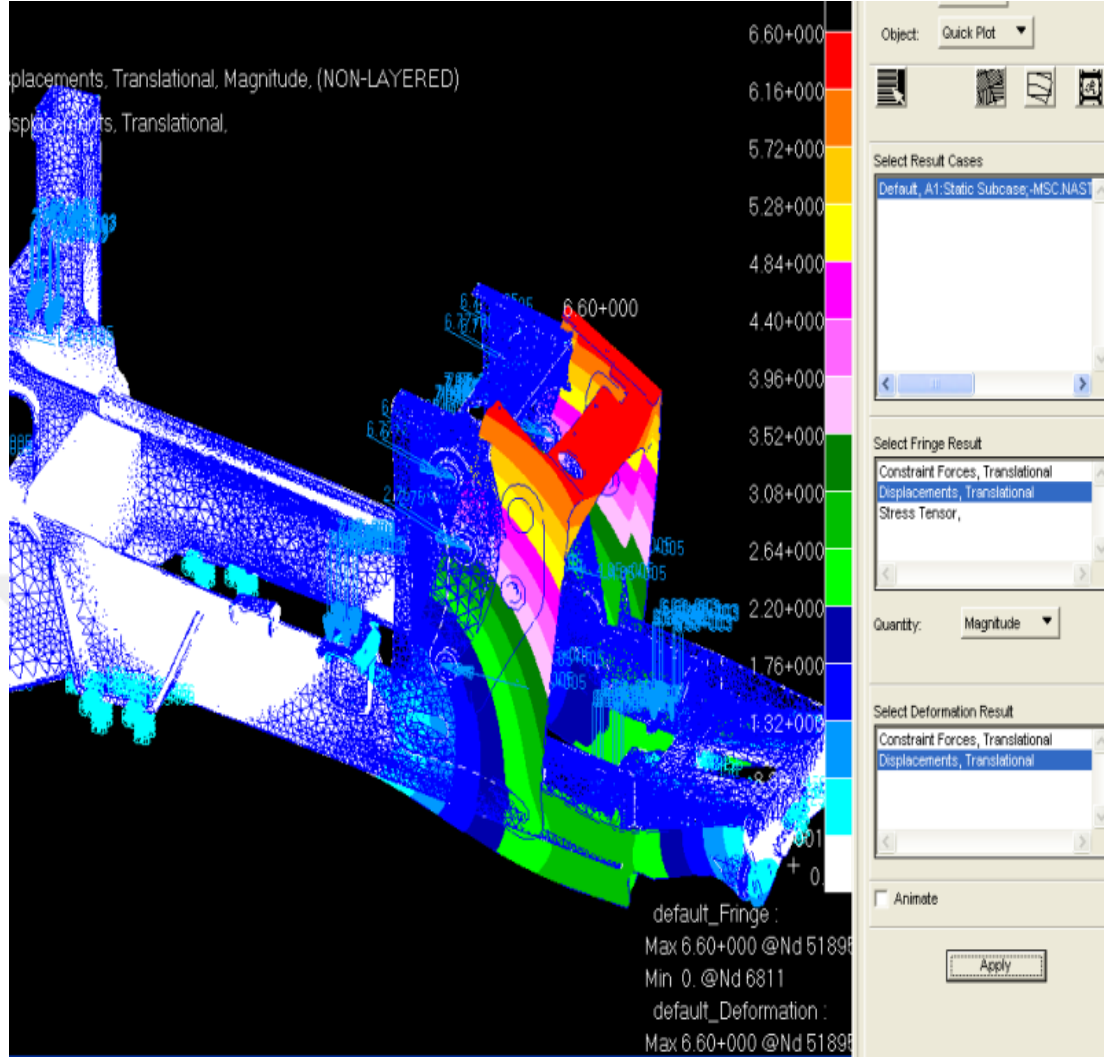 Object: Quick Plot
splacements, Translational, Magnitude, (NON-LAYERED)
Displacements, Translational,
6.60+000
6.16+000
5.72+000
5.28+000
4.84+000
4.40+000
3.96+000
3.52+000
3.08+000
2.64+000
2.20+000
1.76+000
1.32+000
001
0.
6.60+000
default_Fringe :
Max 6.60+000 @Nd 51895
Min 0. @Nd 6811
default_Deformation :
Max 6.60+000 @Nd 51895
Select Result Cases
Default, A1:Static Subcase;-MSC.NAST
Select Fringe Result
Constraint Forces, Translational
Displacements, Translational
Stress Tensor,
Quantity: Magnitude
Select Deformation Result
Constraint Forces, Translational
Displacements, Translational
Animate
Apply